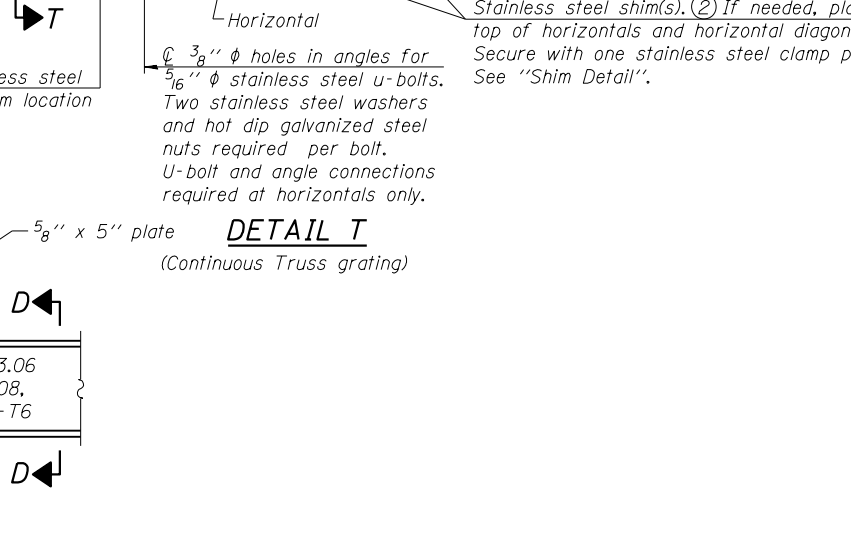 T
Horizontal
℄ 3/8'' ϕ holes in angles for
5/16'' ϕ stainless steel u-bolts.
Two stainless steel washers
and hot dip galvanized steel
nuts required per bolt.
U-bolt and angle connections
required at horizontals only.
Stainless steel shim(s). (2) If needed,
top of horizontals and horizontal
Secure with one stainless steel clamp
See ''Shim Detail''.
steel
location
5/8'' x 5'' plate
DETAIL T
(Continuous Truss grating)
D
3.06
08,
-T6
D